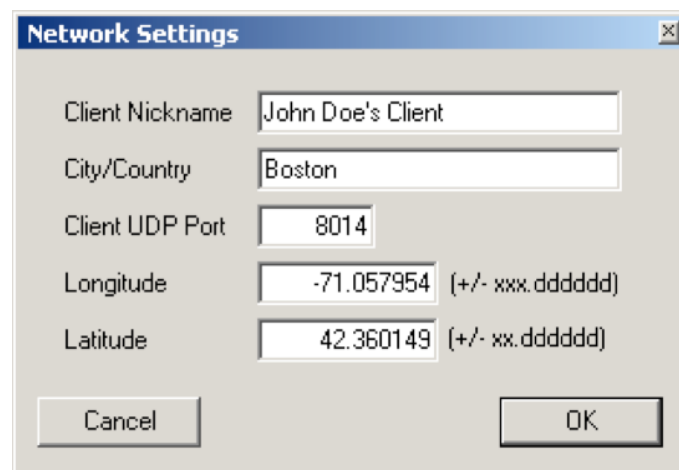 Network Settings
Client Nickname John Doe's Client
City/Country Boston
Client UDP Port 8014
Longitude -71.057954 (+/- xxx.dddddd)
Latitude 42.360149 (+/- xx.dddddd)
Cancel OK